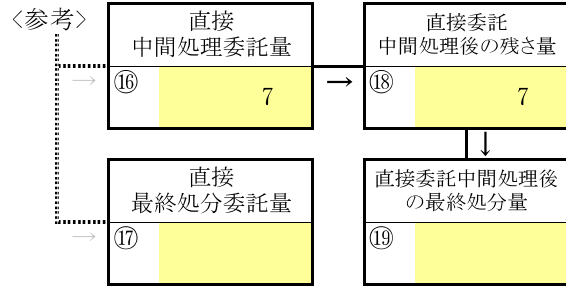 〈参考〉
直接
中間処理委託量
⑯
7
→
直接委託
中間処理後の残さ量
⑱
7
→
↓
直接
最終処分委託量
⑰
→
直接委託中間処理後
の最終処分量
⑲